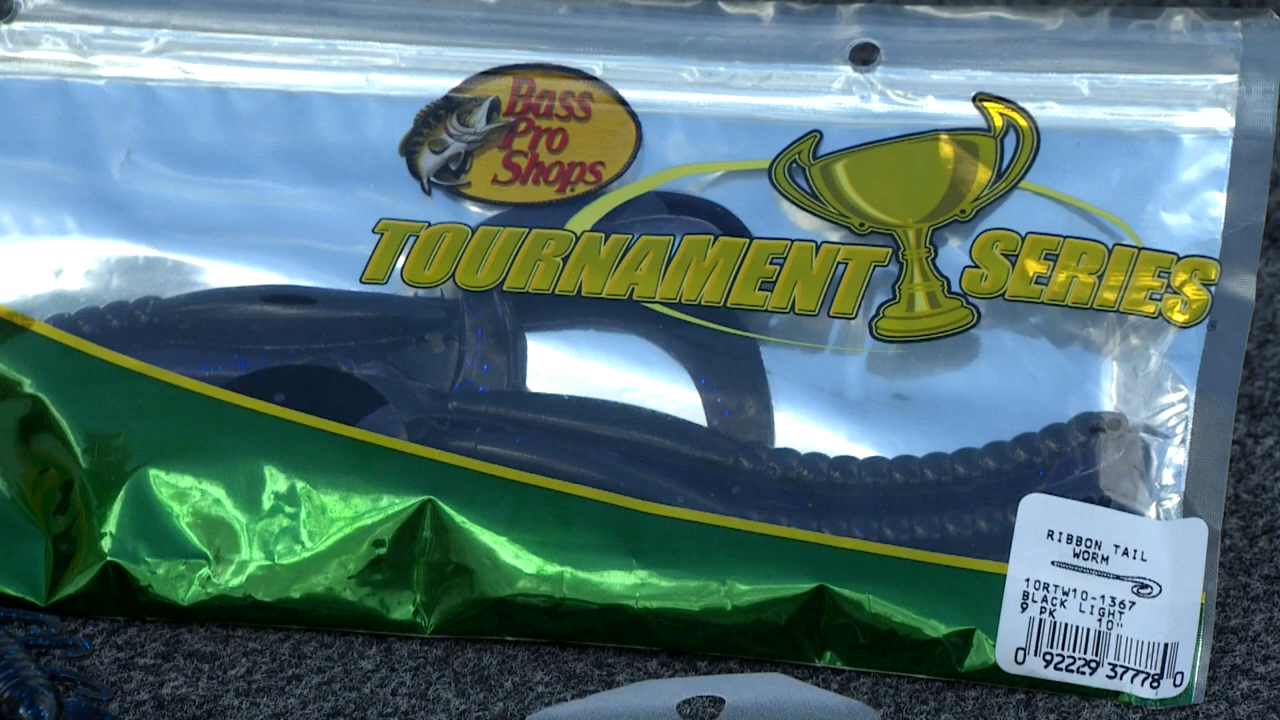 Bass
Pro
Shops
TOURNAMENT SERIES
RIBBON TAIL
WORM
10RTW10-1367
BLACK LIGHT
9 PK 10"
0 92229 37778 0